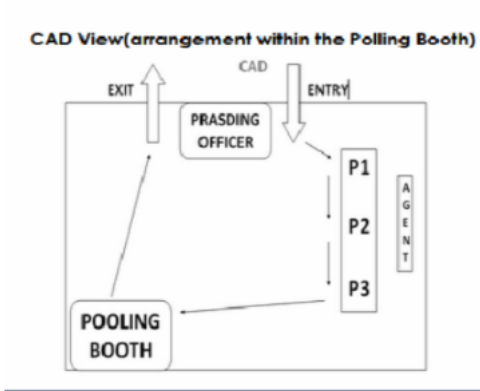 CAD View(arrangement within the Polling Booth)
CAD
EXIT
ENTRY
PRASDING
OFFICER
P1
P2
P3
AGENT
POOLING
BOOTH